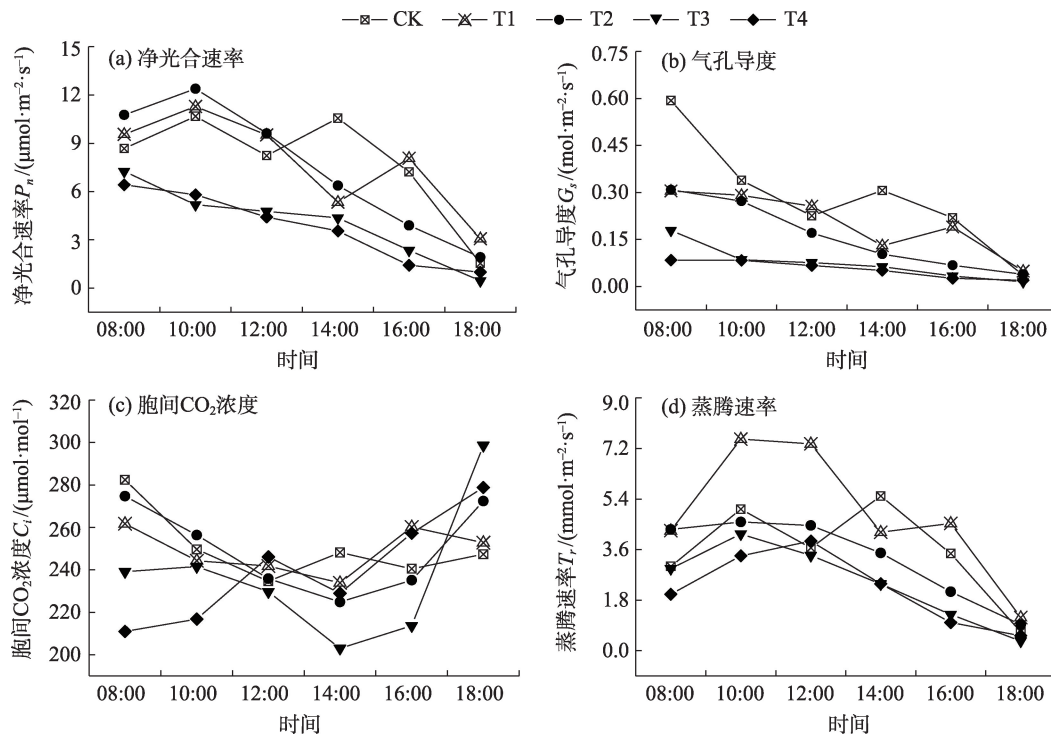 CK T1 T2 T3 T4
(a) 净光合速率
净光合速率Pn/(μmol·m⁻²·s⁻¹)
15
12
9
6
3
0
08:00 10:00 12:00 14:00 16:00 18:00
时间
(b) 气孔导度
气孔导度Gs/(mol·m⁻²·s⁻¹)
0.75
0.60
0.45
0.30
0.15
0.00
08:00 10:00 12:00 14:00 16:00 18:00
时间
(c) 胞间CO₂浓度
胞间CO₂浓度Ci/(μmol·mol⁻¹)
320
300
280
260
240
220
200
08:00 10:00 12:00 14:00 16:00 18:00
时间
(d) 蒸腾速率
蒸腾速率Tr/(mmol·m⁻²·s⁻¹)
9.0
7.2
5.4
3.6
1.8
0.0
08:00 10:00 12:00 14:00 16:00 18:00
时间